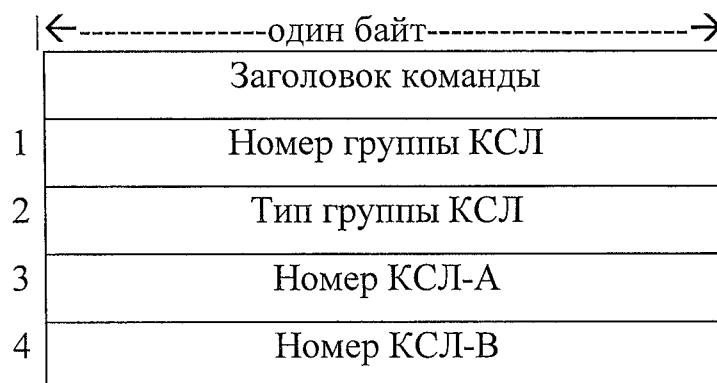 один байт
Заголовок команды
1 Номер группы КСЛ
2 Тип группы КСЛ
3 Номер КСЛ-А
4 Номер КСЛ-В